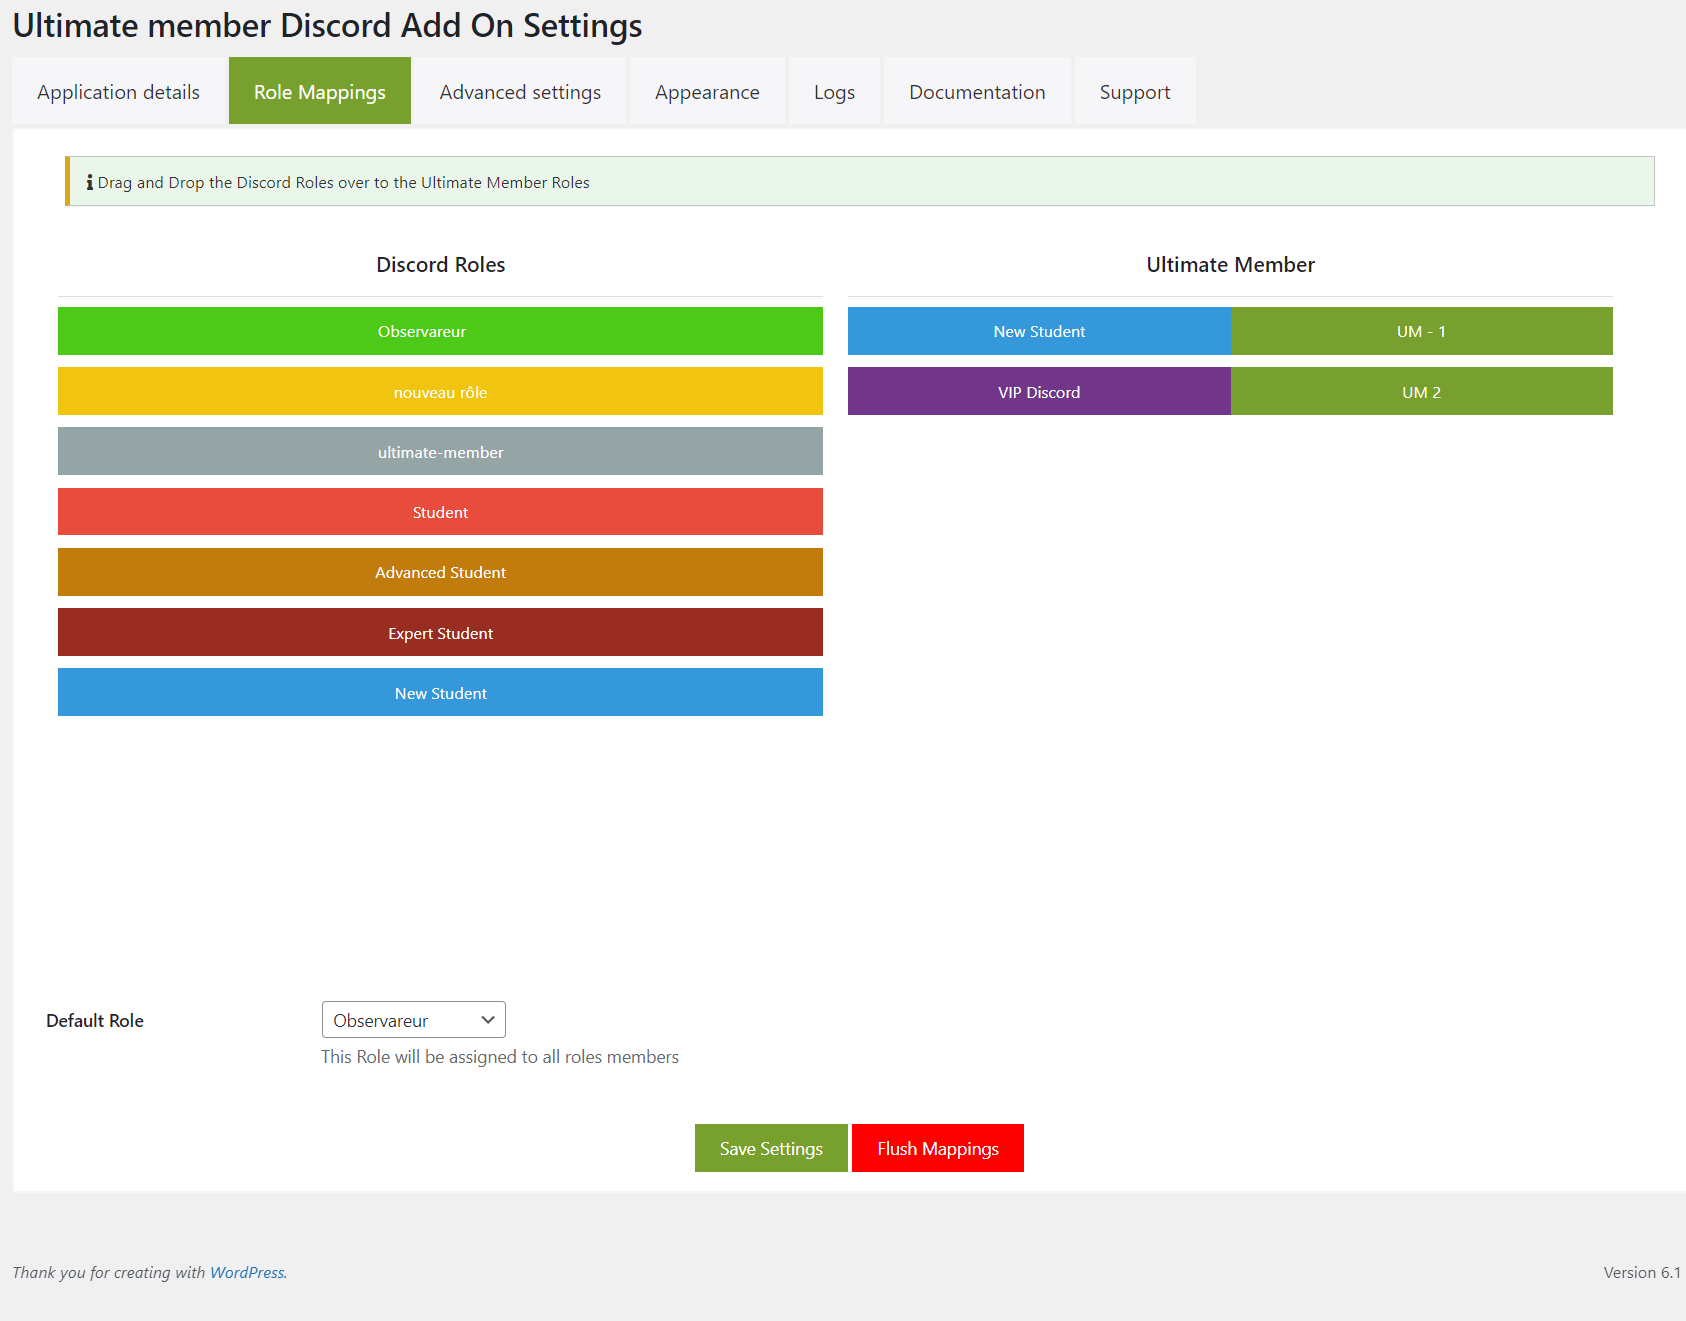 Ultimate member Discord Add On Settings
Application details
Role Mappings
Advanced settings
Appearance
Logs
Documentation
Support
Drag and Drop the Discord Roles over to the Ultimate Member Roles
Discord Roles
Observareur
nouveau rôle
ultimate-member
Student
Advanced Student
Expert Student
New Student
Ultimate Member
New Student
UM - 1
VIP Discord
UM 2
Default Role
Observareur
This Role will be assigned to all roles members
Save Settings
Flush Mappings
Thank you for creating with WordPress.
Version 6.1